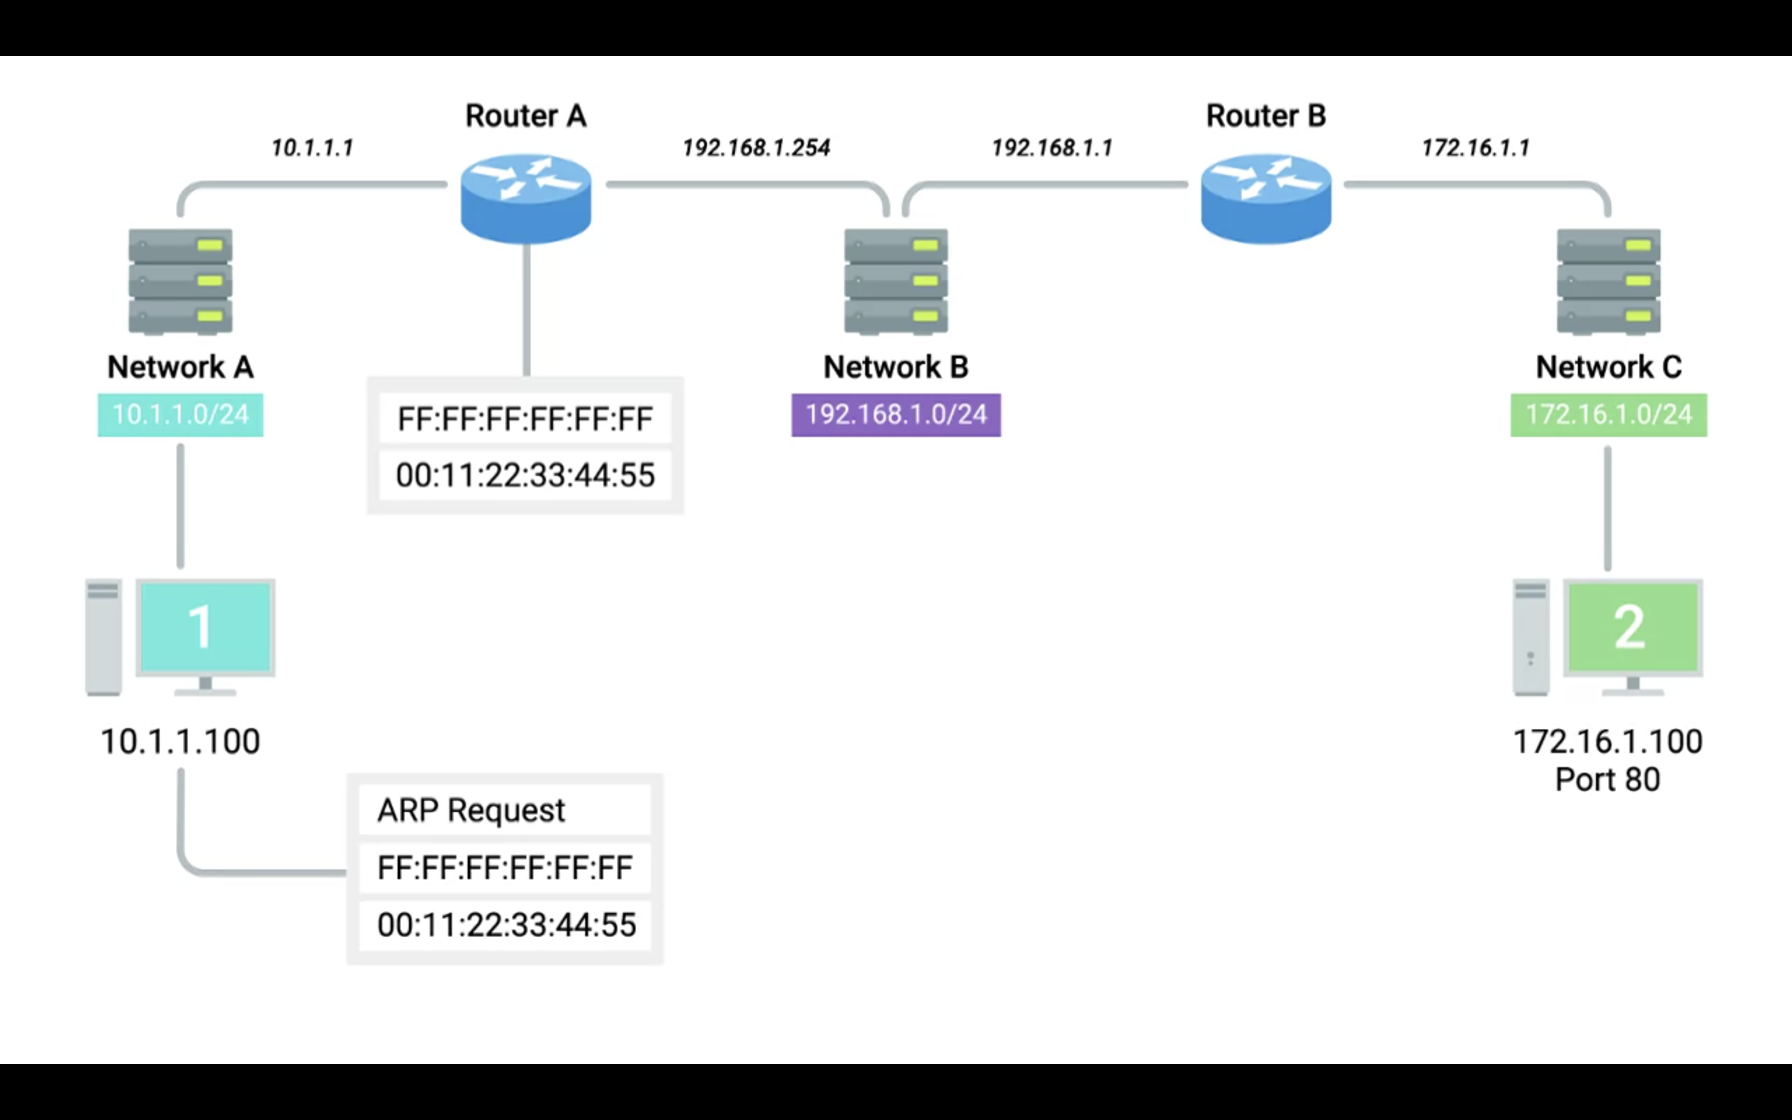 Router A
Router B
10.1.1.1
192.168.1.254
192.168.1.1
172.16.1.1
Network A
10.1.1.0/24
Network B
192.168.1.0/24
Network C
172.16.1.0/24
FF:FF:FF:FF:FF:FF
00:11:22:33:44:55
1
10.1.1.100
2
172.16.1.100
Port 80
ARP Request
FF:FF:FF:FF:FF:FF
00:11:22:33:44:55